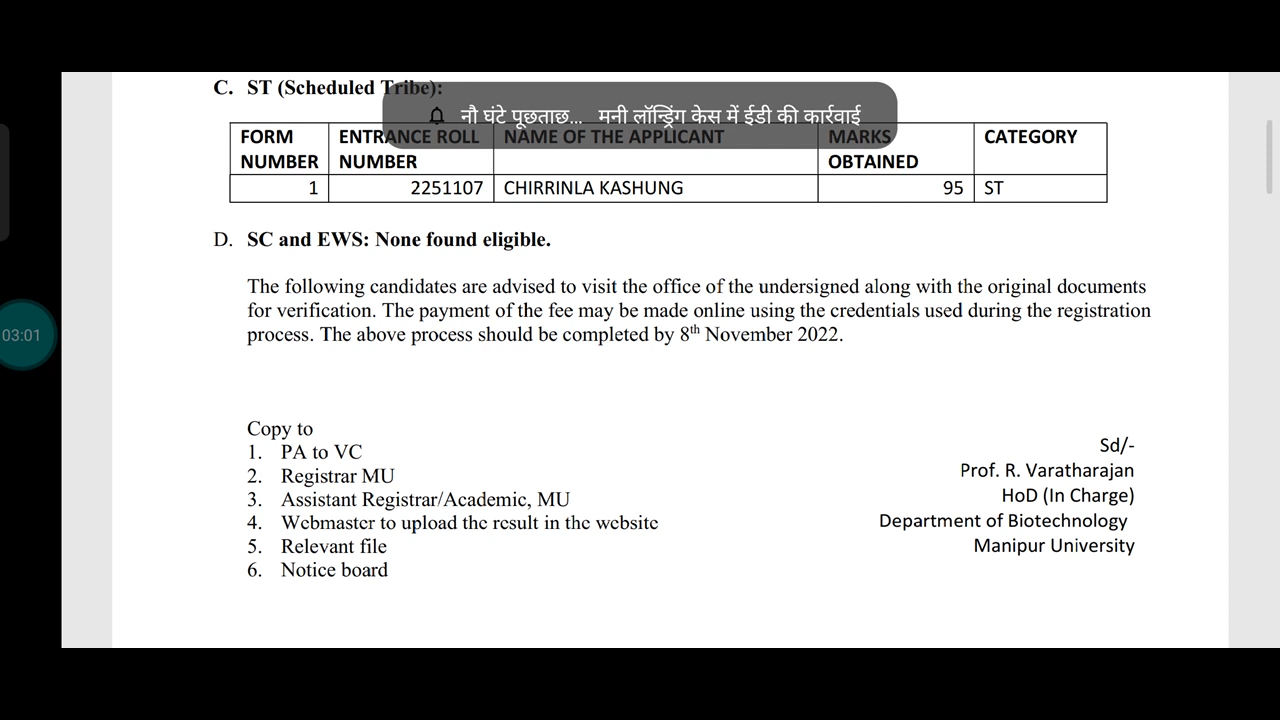 C. ST (Scheduled Tribe):
नौ घंटे पूछताछ... मनी लॉन्ड्रिंग केस में ईडी की कार्रवाई
FORM NUMBER ENTRANCE ROLL NUMBER NAME OF THE APPLICANT MARKS OBTAINED CATEGORY
1 2251107 CHIRRINLA KASHUNG 95 ST
D. SC and EWS: None found eligible.
The following candidates are advised to visit the office of the undersigned along with the original documents
for verification. The payment of the fee may be made online using the credentials used during the registration
process. The above process should be completed by 8th November 2022.
03:01
Copy to
1. PA to VC
2. Registrar MU
3. Assistant Registrar/Academic, MU
4. Webmaster to upload the result in the website
5. Relevant file
6. Notice board
Sd/-
Prof. R. Varatharajan
HoD (In Charge)
Department of Biotechnology
Manipur University